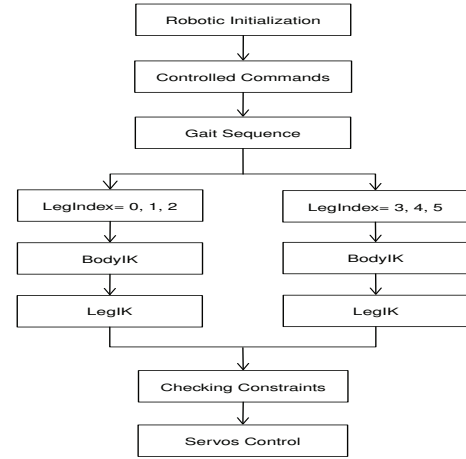 Robotic Initialization
Controlled Commands
Gait Sequence
LegIndex= 0, 1, 2
LegIndex= 3, 4, 5
BodyIK
BodyIK
LegIK
LegIK
Checking Constraints
Servos Control